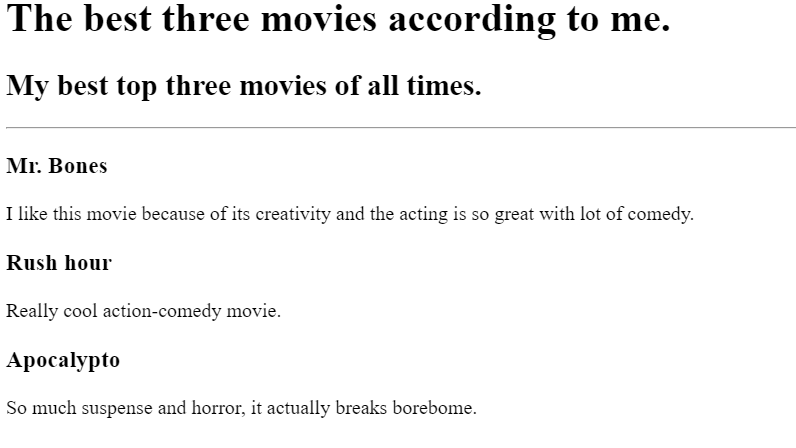 The best three movies according to me.
My best top three movies of all times.
Mr. Bones
I like this movie because of its creativity and the acting is so great with lot of comedy.
Rush hour
Really cool action-comedy movie.
Apocalypto
So much suspense and horror, it actually breaks borebome.